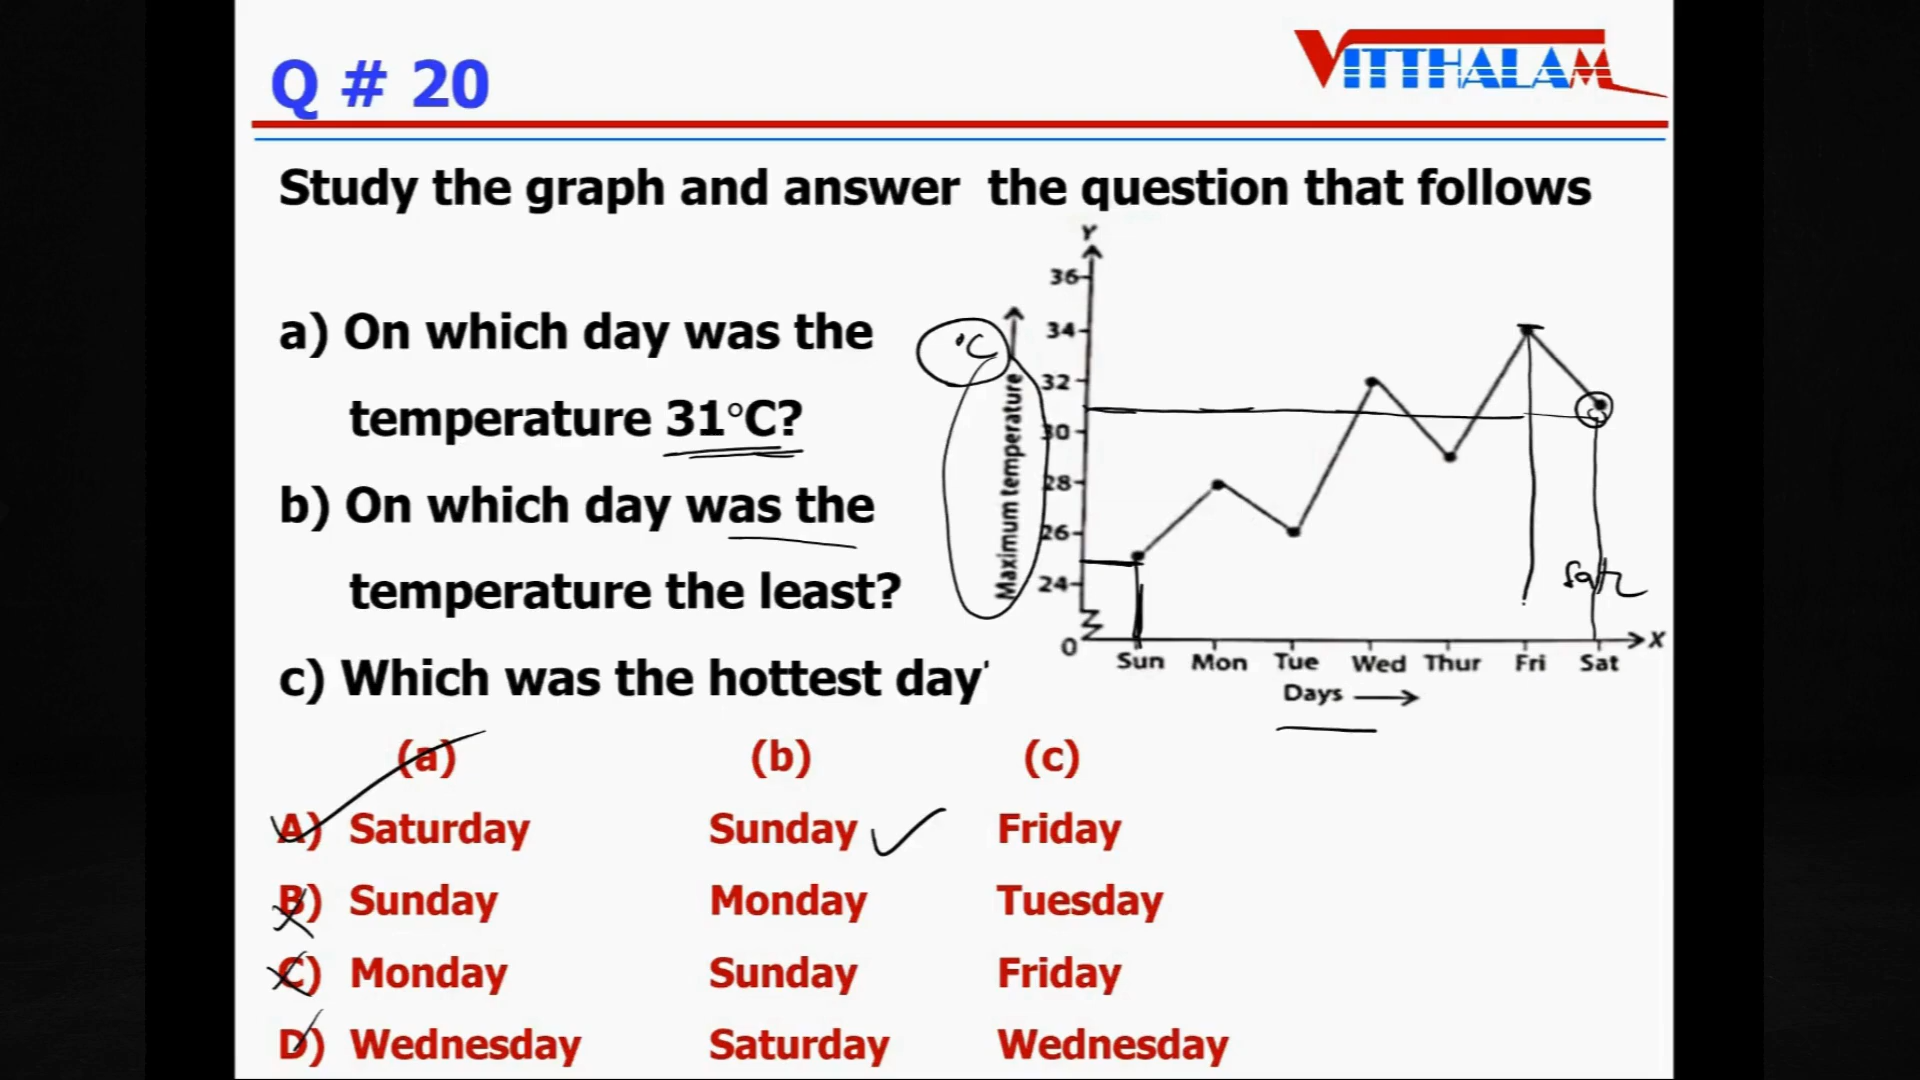 Q # 20
VITTHALAM
Study the graph and answer the question that follows
a) On which day was the
temperature 31°C?
b) On which day was the
temperature the least?
c) Which was the hottest day'
Y
36
34
32
30
28
26
24
0
°C
Maximum temperature
X
Sun Mon Tue Wed Thur Fri Sat
Days
(a) (b) (c)
A) Saturday Sunday Friday
B) Sunday Monday Tuesday
C) Monday Sunday Friday
D) Wednesday Saturday Wednesday